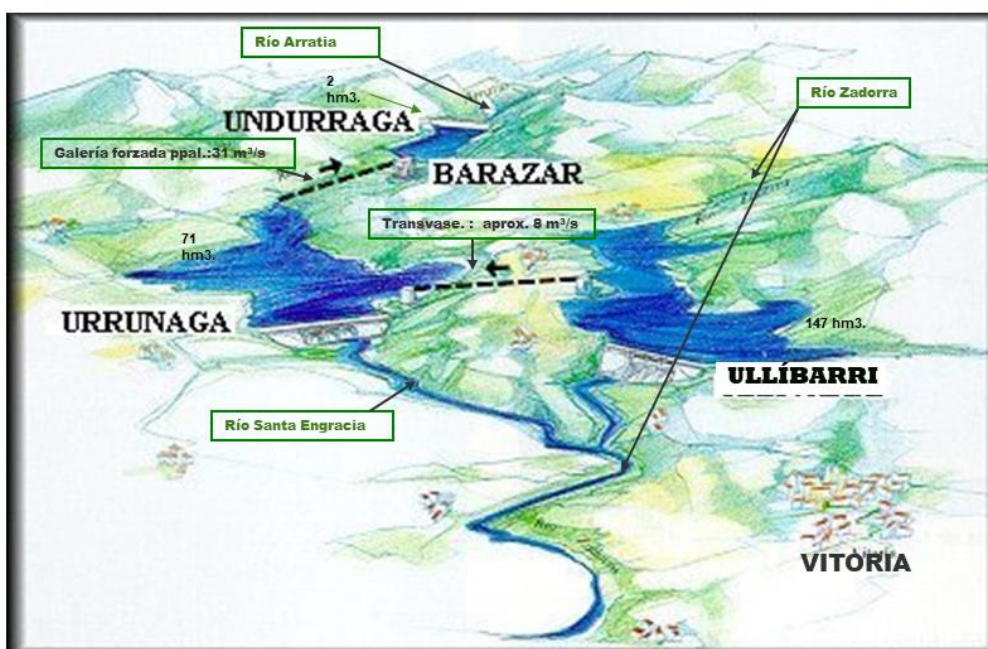 Río Arratia
2
hm3.
Río Zadorra
UNDURRAGA
Galería forzada ppal.:31 m³/s
BARAZAR
Transvase. : aprox. 8 m³/s
71
hm3.
URRUNAGA
147 hm3.
ULLÍBARRI
Río Santa Engracia
VITORIA